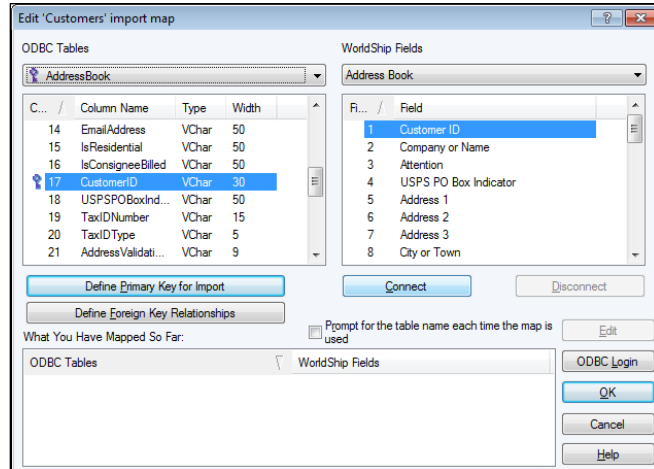 Edit 'Customers' import map
ODBC Tables WorldShip Fields
AddressBook Address Book
C... Column Name Type Width Fi... Field
14 EmailAddress VChar 50 1 Customer ID
15 IsResidential VChar 50 2 Company or Name
16 IsConsigneeBilled VChar 50 3 Attention
17 CustomerID VChar 30 4 USPS PO Box Indicator
18 USPSPOBoxInd... VChar 50 5 Address 1
19 TaxIDNumber VChar 15 6 Address 2
20 TaxIDType VChar 5 7 Address 3
21 AddressValidati... VChar 9 8 City or Town
Define Primary Key for Import Connect Disconnect
Define Foreign Key Relationships
What You Have Mapped So Far: Prompt for the table name each time the map is used Edit
ODBC Tables WorldShip Fields ODBC Login
OK
Cancel
Help